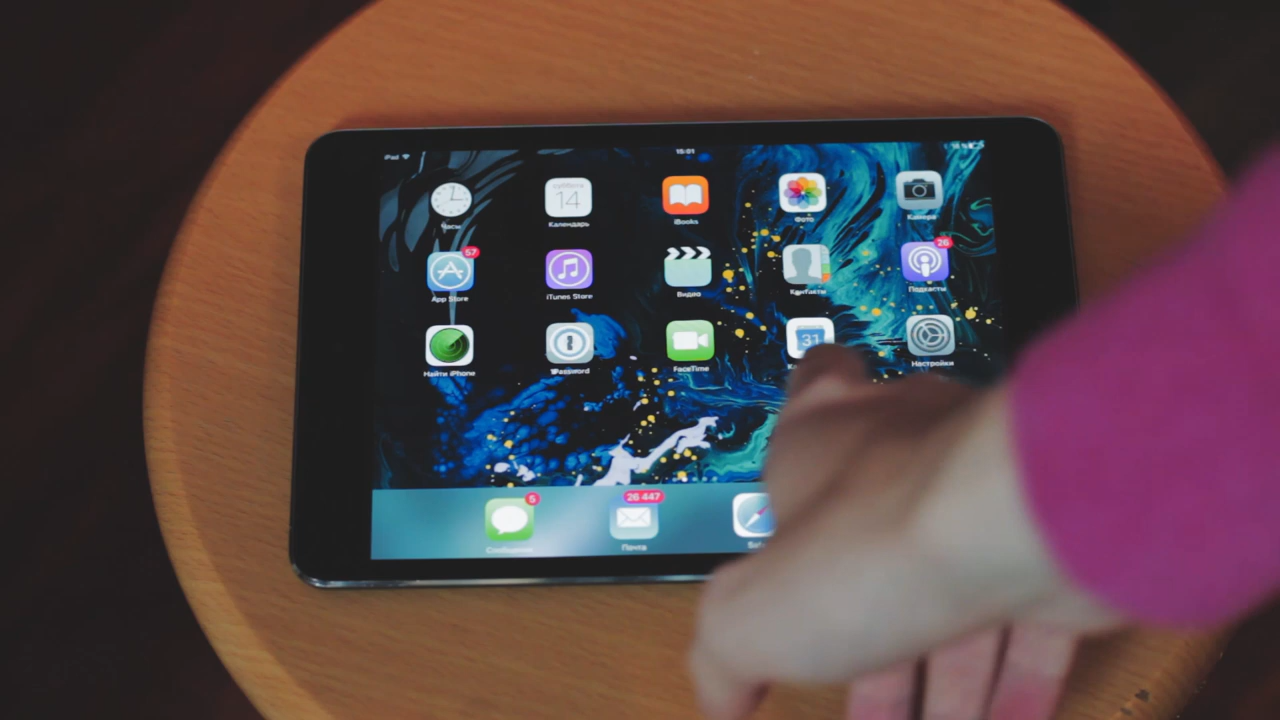 iPad
15:01
Часы
суббота
14
Календарь
iBooks
Фото
Камера
57
App Store
iTunes Store
Видео
Контакты
26
Подкасты
Найти iPhone
1Password
FaceTime
31
Настройки
5
Сообщения
26 447
Почта